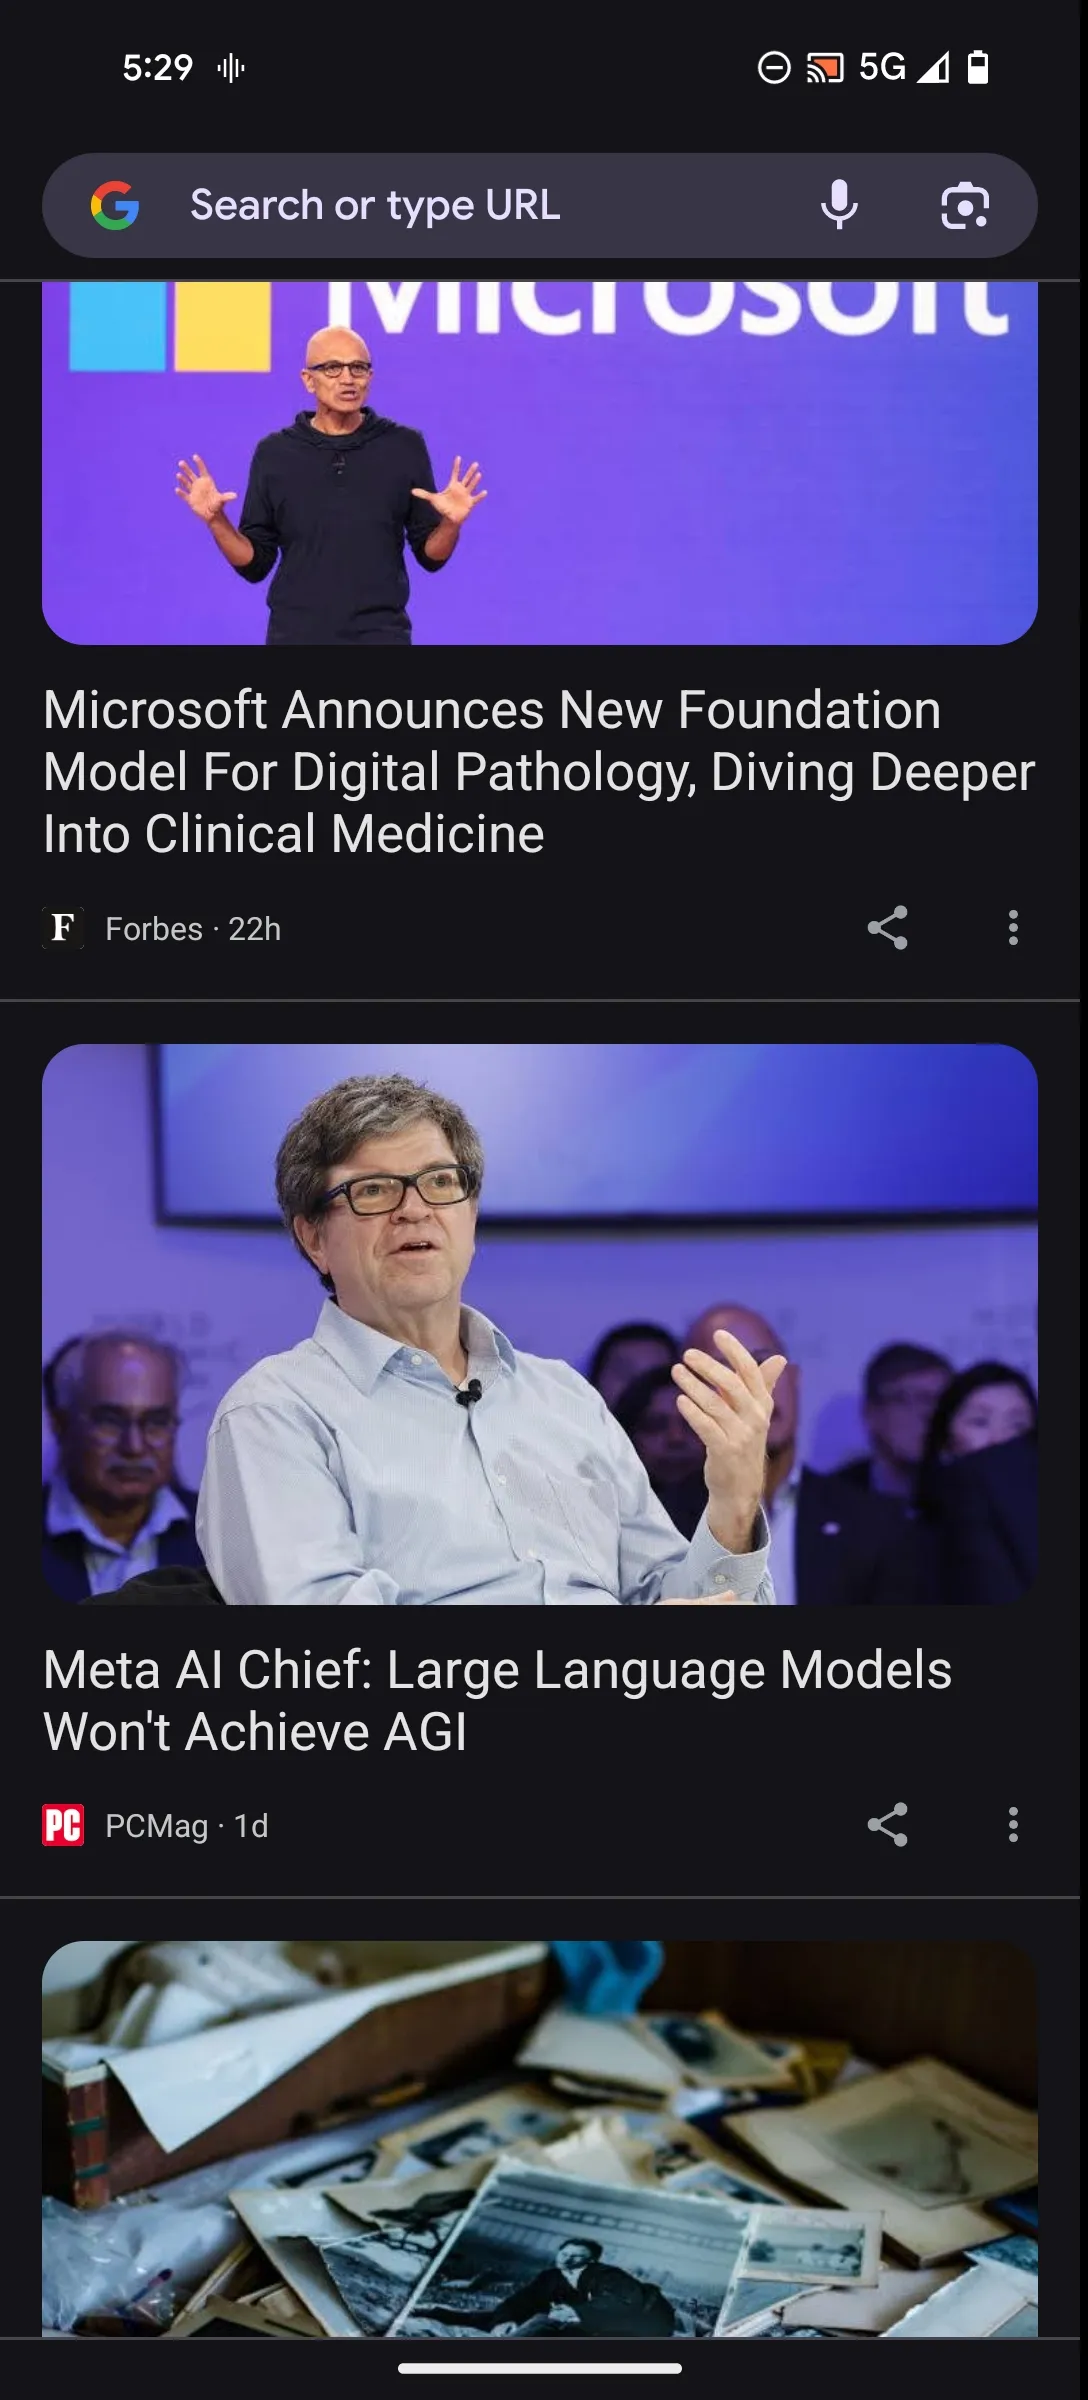 5:29
5G
Search or type URL
Microsoft
Microsoft Announces New Foundation
Model For Digital Pathology, Diving Deeper
Into Clinical Medicine
F
Forbes · 22h
Meta AI Chief: Large Language Models
Won't Achieve AGI
PC
PCMag · 1d